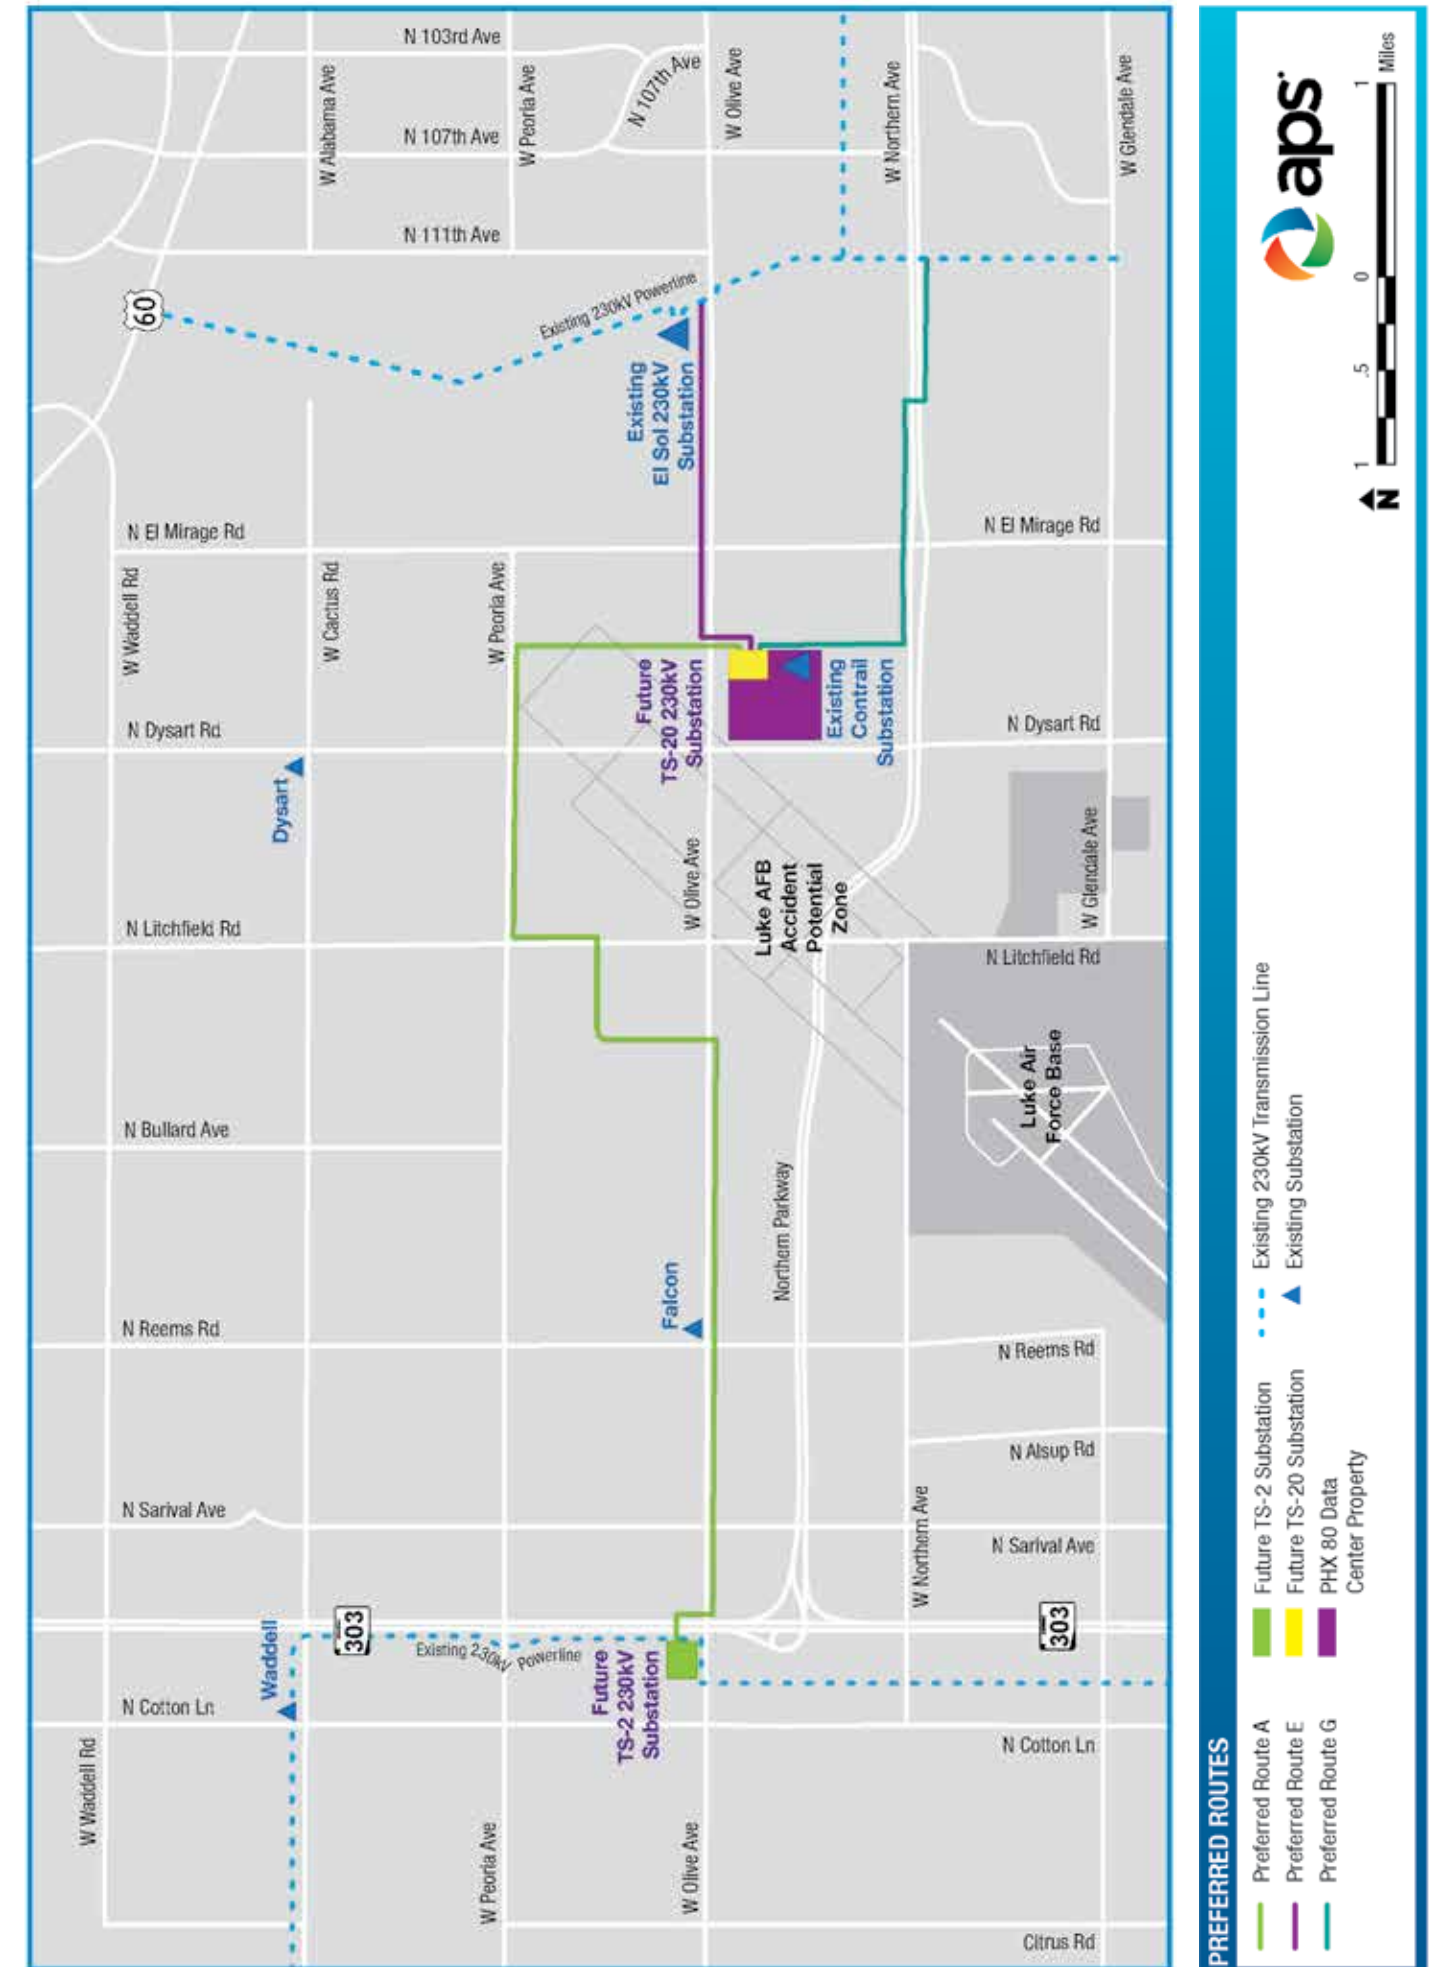 60
303
303
W Waddell Rd
W Waddell Rd
N Cotton Ln
N Sarival Ave
N Reems Rd
N Bullard Ave
N Litchfield Rd
N Dysart Rd
N El Mirage Rd
W Cactus Rd
W Alabama Ave
Waddell
Dysart
N 111th Ave
N 107th Ave
N 103rd Ave
Existing 230kV Powerline
W Peoria Ave
W Peoria Ave
W Peoria Ave
Existing 230kV Powerline
N 107th Ave
Future
TS-2 230kV
Substation
Falcon
Future
TS-20 230kV
Substation
Existing
El Sol 230kV
Substation
W Olive Ave
W Olive Ave
W Olive Ave
Northern Parkway
Luke AFB
Accident
Potential
Zone
Existing
Contrail
Substation
W Northern Ave
W Northern Ave
Citrus Rd
N Cotton Ln
N Sarival Ave
N Alsup Rd
N Reems Rd
Luke Air
Force Base
N Litchfield Rd
N Dysart Rd
N El Mirage Rd
W Glendale Ave
W Glendale Ave
PREFERRED ROUTES
Preferred Route A
Preferred Route E
Preferred Route G
Future TS-2 Substation
Future TS-20 Substation
PHX 80 Data
Center Property
Existing 230kV Transmission Line
Existing Substation
N
1 .5 0 1
Miles
aps